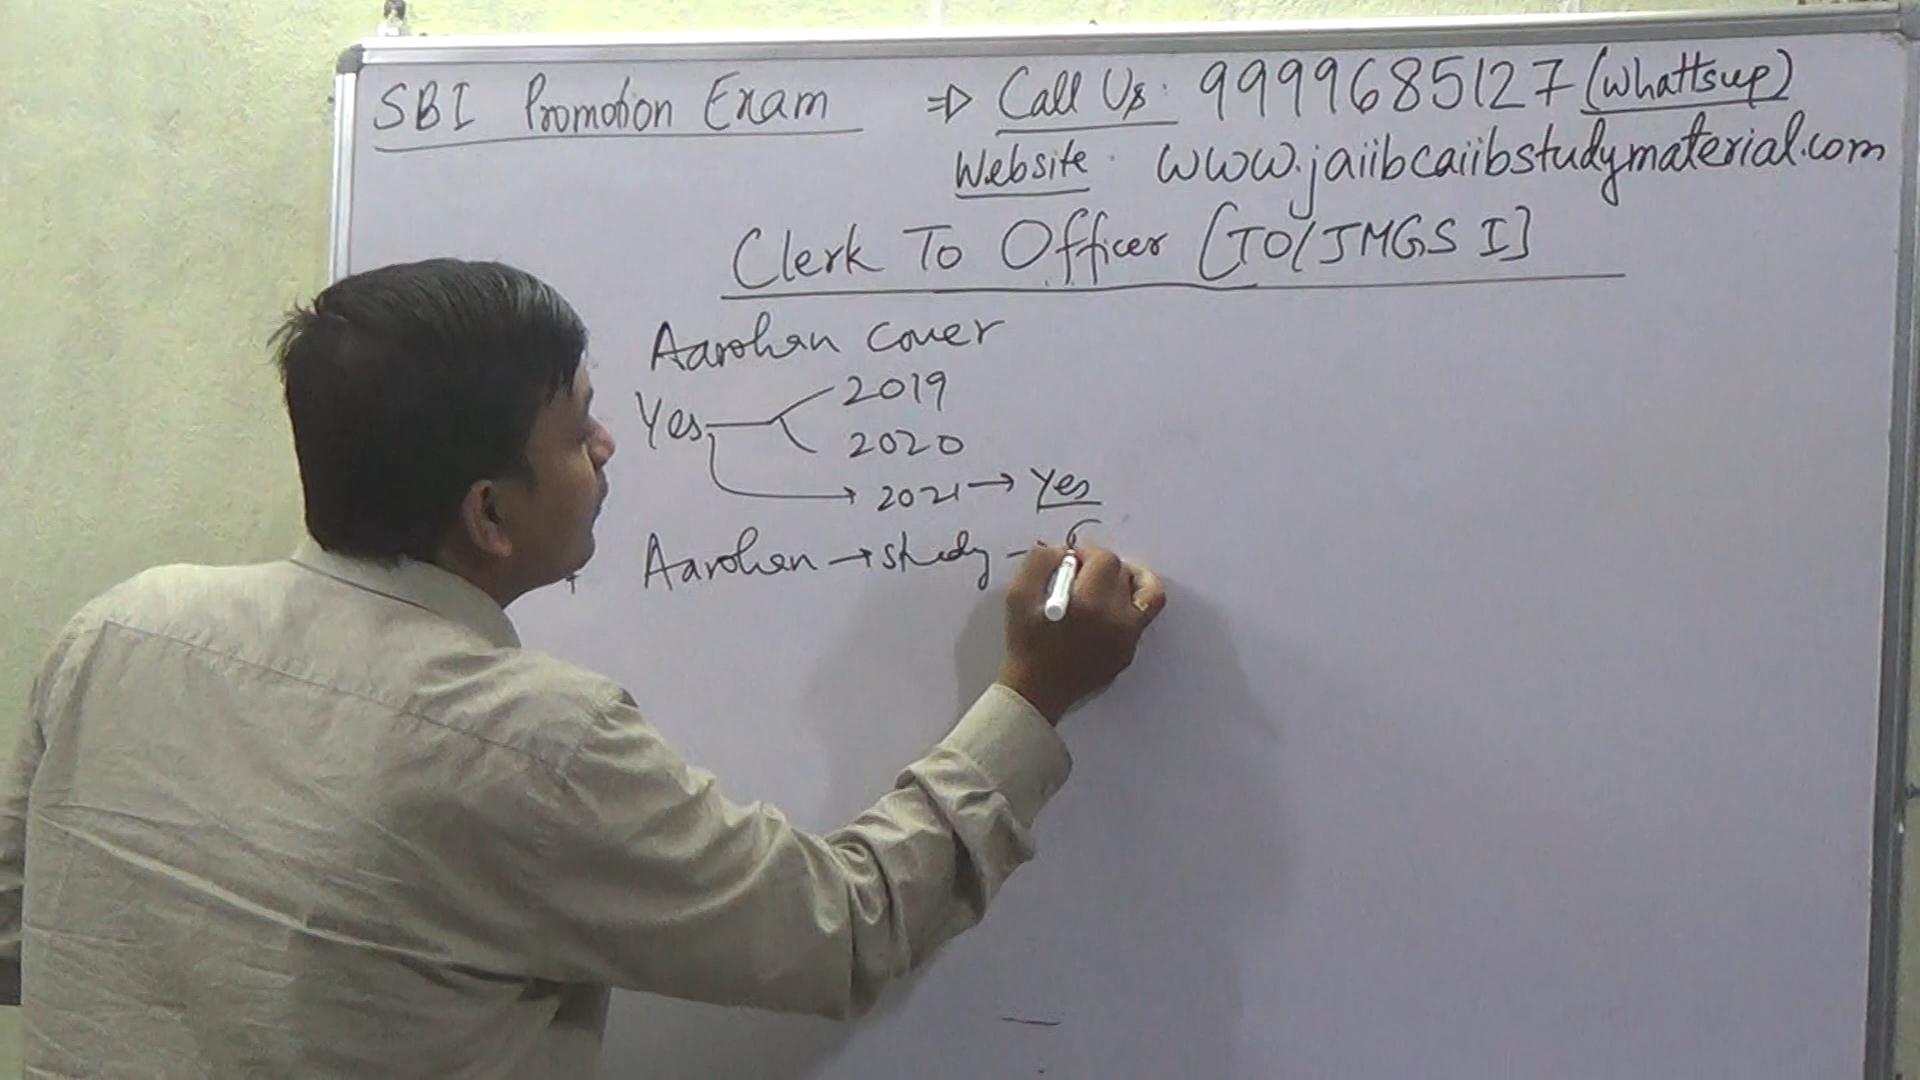 SBI Promotion Exam ⇒ Call Us: 9999685127 (Whattsup)
Website: www.jaiibcaiibstudymaterial.com
Clerk To Officer [TO/JMGS I]
Aarohan cover
Yes 2019
2020
2021 → Yes
Aarohan → study →